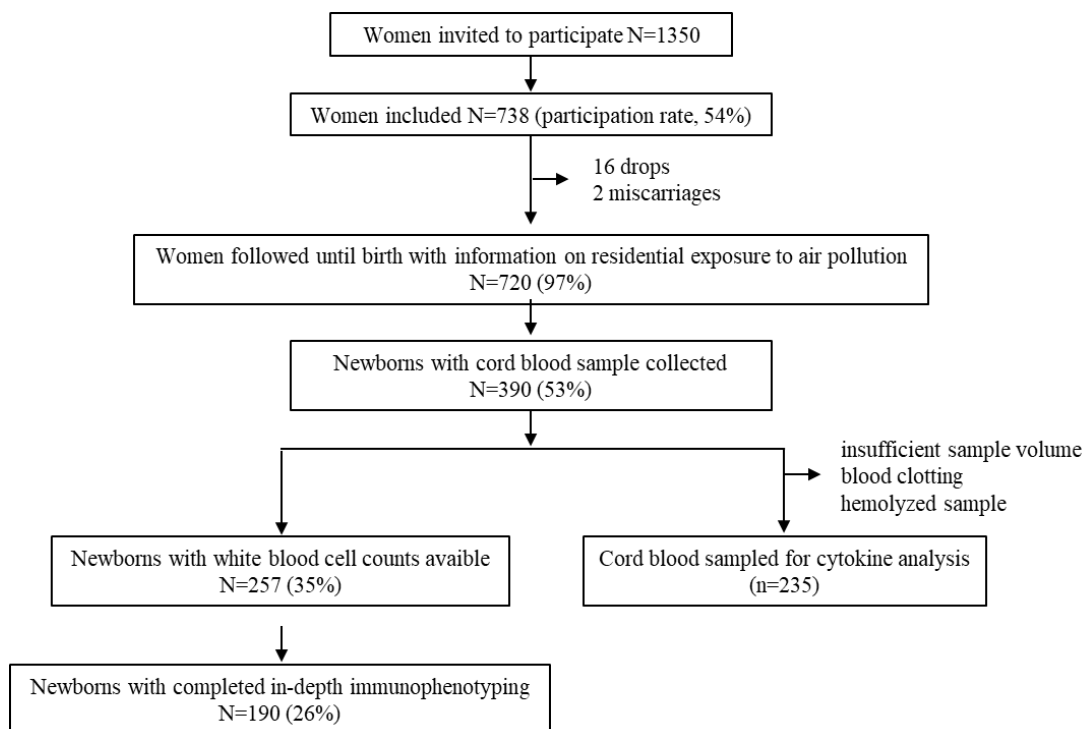 Women invited to participate N=1350
Women included N=738 (participation rate, 54%)
16 drops
2 miscarriages
Women followed until birth with information on residential exposure to air pollution
N=720 (97%)
Newborns with cord blood sample collected
N=390 (53%)
insufficient sample volume
blood clotting
hemolyzed sample
Newborns with white blood cell counts avaible
N=257 (35%)
Cord blood sampled for cytokine analysis
(n=235)
Newborns with completed in-depth immunophenotyping
N=190 (26%)